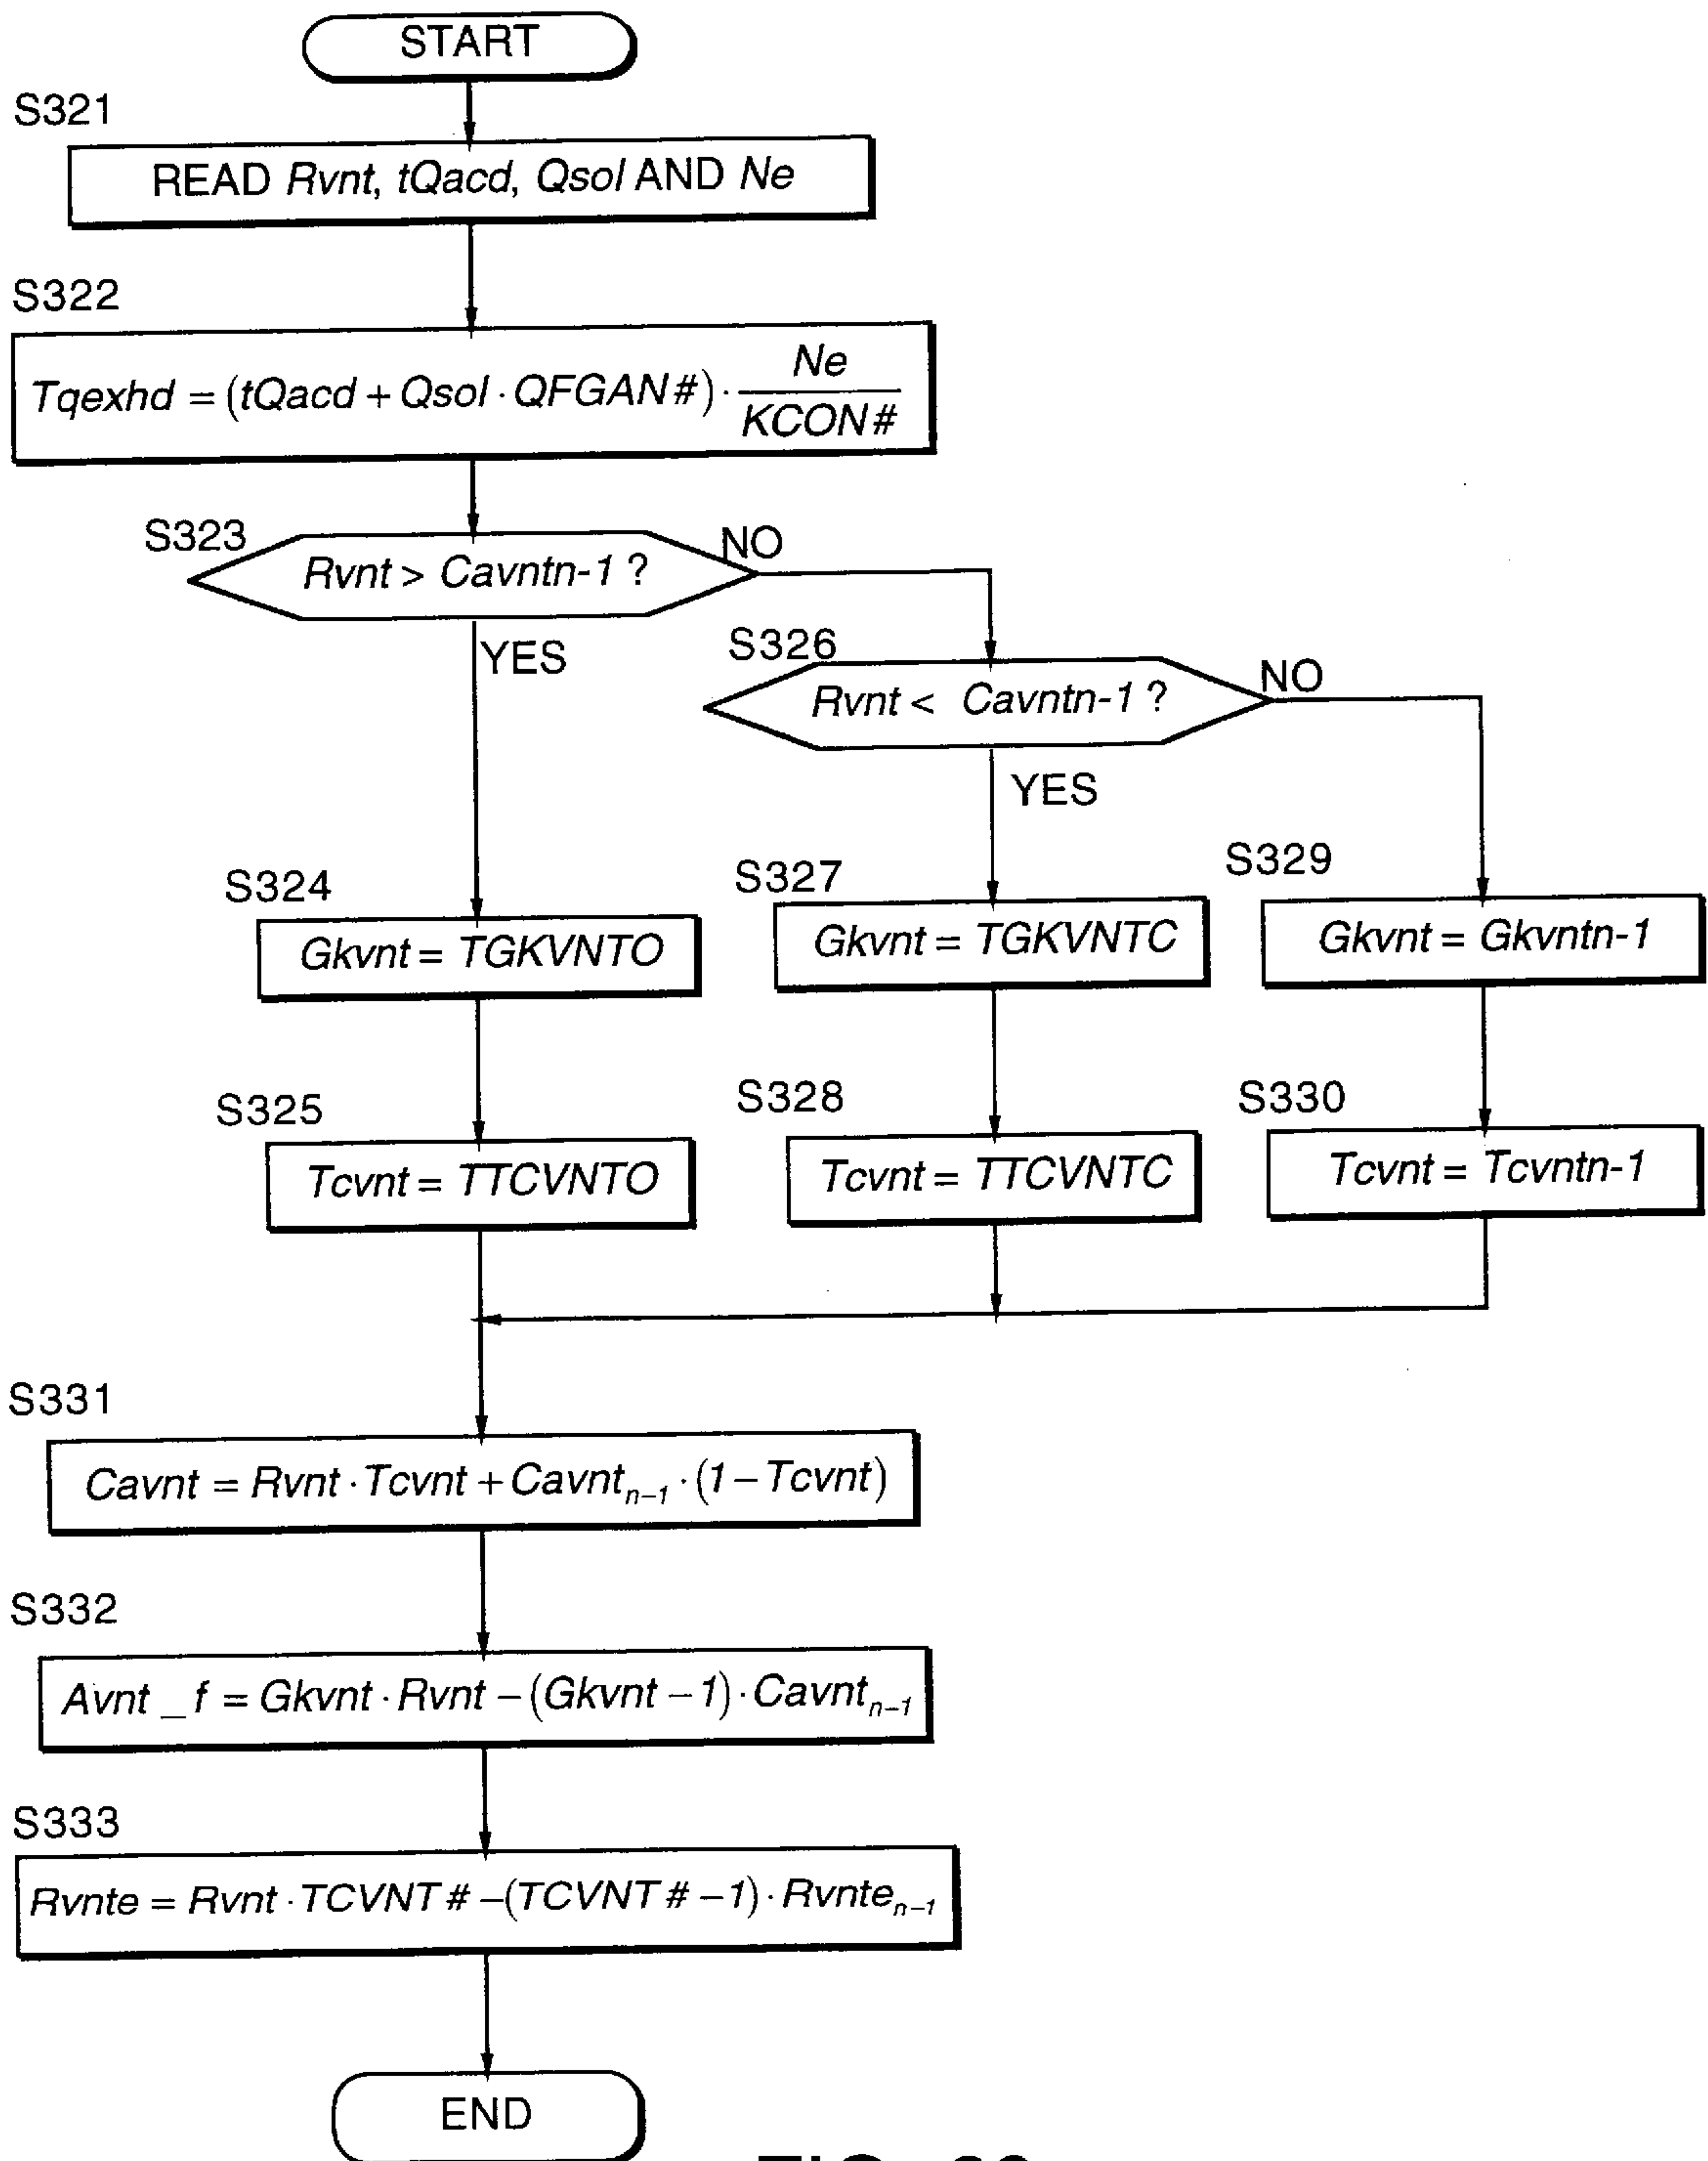 START
S321
READ Rvnt, tQacd, Qsol AND Ne
S322
Tqexhd = (tQacd + Qsol · QFGAN #) · Ne / KCON #
S323
Rvnt > Cavntn-1 ?
NO
YES
S326
Rvnt < Cavntn-1 ?
NO
YES
S324
Gkvnt = TGKVNTO
S327
Gkvnt = TGKVNTC
S329
Gkvnt = Gkvntn-1
S325
Tcvnt = TTCVNTO
S328
Tcvnt = TTCVNTC
S330
Tcvnt = Tcvntn-1
S331
Cavnt = Rvnt · Tcvnt + Cavntₙ₋₁ · (1 – Tcvnt)
S332
Avnt _ f = Gkvnt · Rvnt – (Gkvnt – 1) · Cavntₙ₋₁
S333
Rvnte = Rvnt · TCVNT # –(TCVNT # –1) · Rvnteₙ₋₁
END